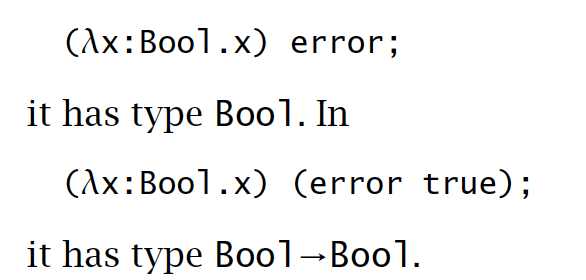 (λx:Bool.x) error;
it has type Bool. In
(λx:Bool.x) (error true);
it has type Bool→Bool.